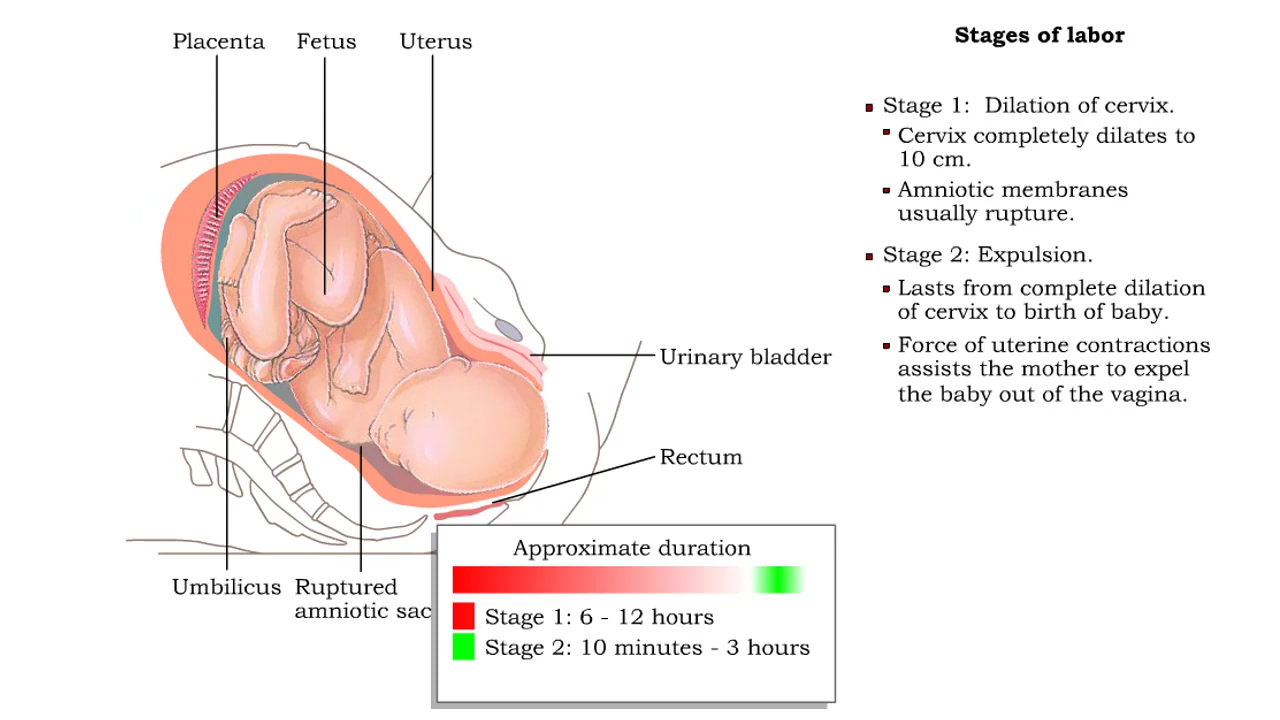 Placenta Fetus Uterus
Urinary bladder
Rectum
Umbilicus
Ruptured
amniotic sac
Approximate duration
Stage 1: 6 - 12 hours
Stage 2: 10 minutes - 3 hours
Stages of labor
Stage 1: Dilation of cervix.
Cervix completely dilates to
10 cm.
Amniotic membranes
usually rupture.
Stage 2: Expulsion.
Lasts from complete dilation
of cervix to birth of baby.
Force of uterine contractions
assists the mother to expel
the baby out of the vagina.